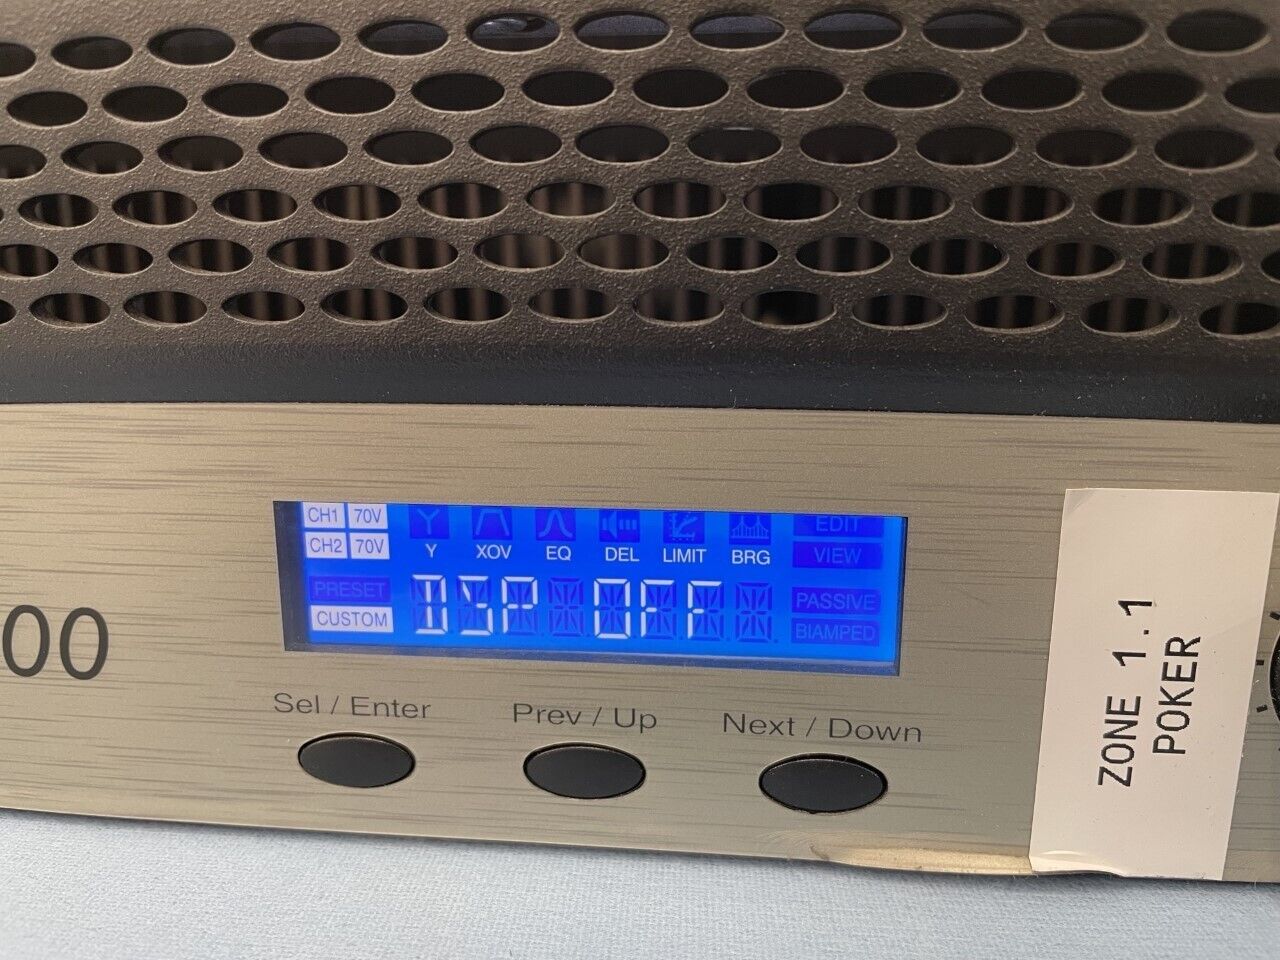 CH1 70V
CH2 70V
Y XOV EQ DEL LIMIT BRG
EDIT
VIEW
PRESET
CUSTOM
DSP OFF
PASSIVE
BIAMPED
00
Sel / Enter
Prev / Up
Next / Down
ZONE 1.1
POKER